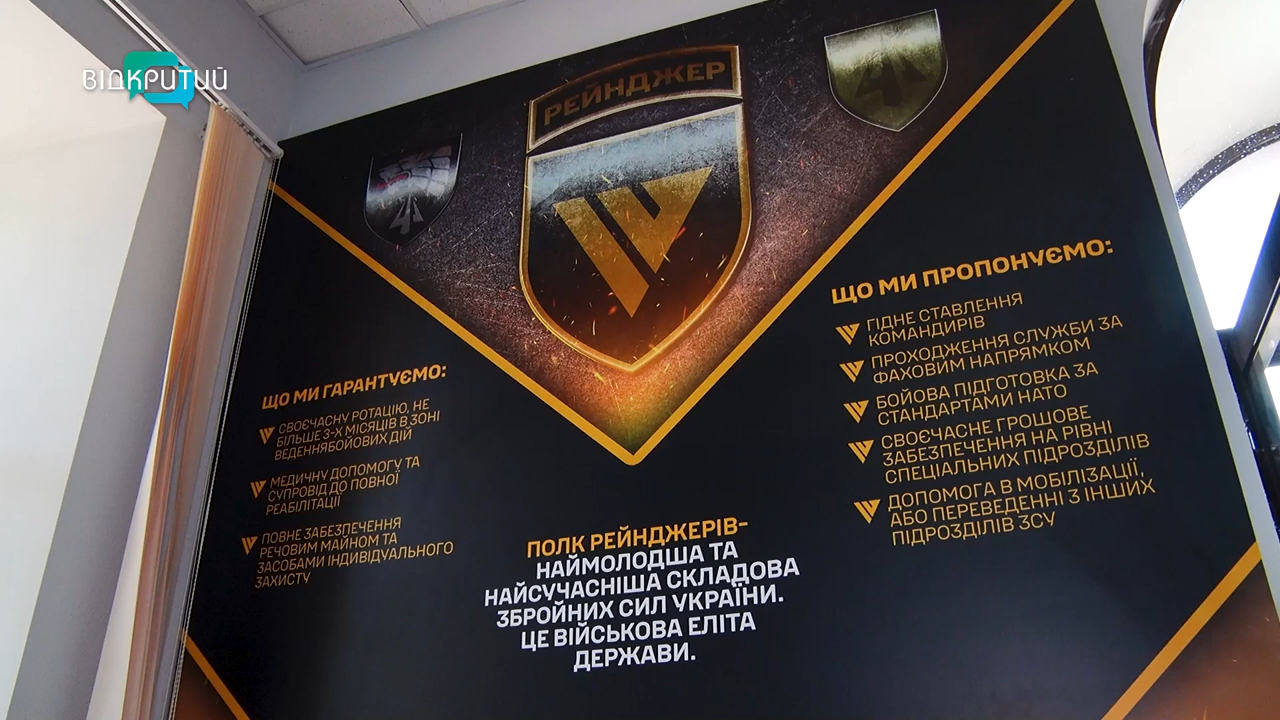 ВІДКРИТИЙ
РЕЙНДЖЕР
ЩО МИ ГАРАНТУЄМО:
СВОЄЧАСНУ РОТАЦІЮ, НЕ
БІЛЬШЕ 3-Х МІСЯЦІВ В ЗОНІ
ВЕДЕННЯБОЙОВИХ ДІЙ
МЕДИЧНУ ДОПОМОГУ ТА
СУПРОВІД ДО ПОВНОЇ
РЕАБІЛІТАЦІЇ
ПОВНЕ ЗАБЕЗПЕЧЕННЯ
РЕЧОВИМ МАЙНОМ ТА
ЗАСОБАМИ ІНДИВІДУАЛЬНОГО
ЗАХИСТУ
ПОЛК РЕЙНДЖЕРІВ-
НАЙМОЛОДША ТА
НАЙСУЧАСНІША СКЛАДОВА
ЗБРОЙНИХ СИЛ УКРАЇНИ.
ЦЕ ВІЙСЬКОВА ЕЛІТА
ДЕРЖАВИ.
ЩО МИ ПРОПОНУЄМО:
ГІДНЕ СТАВЛЕННЯ
КОМАНДИРІВ
ПРОХОДЖЕННЯ СЛУЖБИ ЗА
ФАХОВИМ НАПРЯМКОМ
БОЙОВА ПІДГОТОВКА ЗА
СТАНДАРТАМИ НАТО
СВОЄЧАСНЕ ГРОШОВЕ
ЗАБЕЗПЕЧЕННЯ НА РІВНІ
СПЕЦІАЛЬНИХ ПІДРОЗДІЛІВ
ДОПОМОГА В МОБІЛІЗАЦІЇ,
АБО ПЕРЕВЕДЕННІ З ІНШИХ
ПІДРОЗДІЛІВ ЗСУ